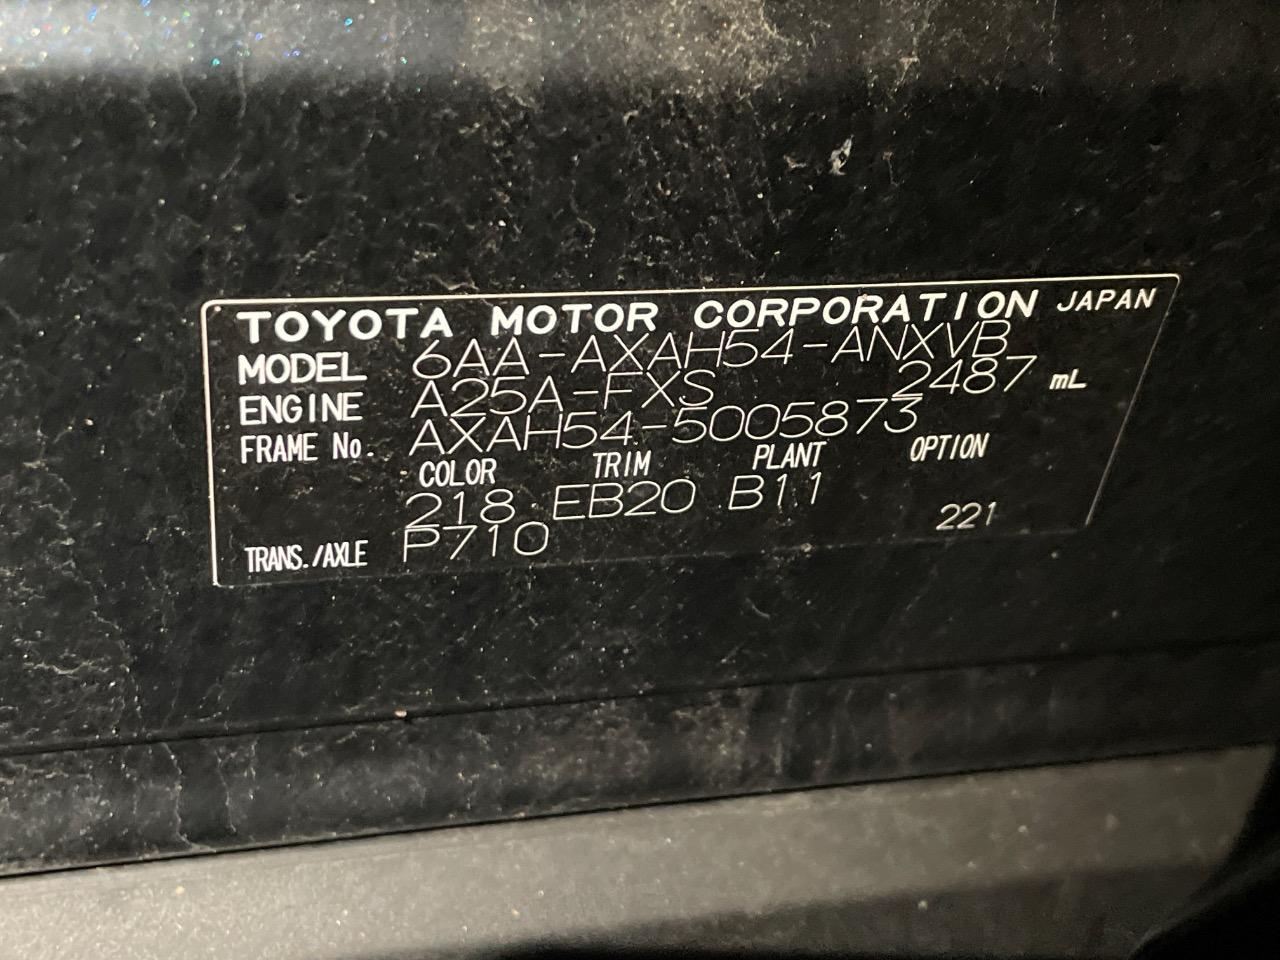 TOYOTA MOTOR CORPORATION JAPAN
MODEL 6AA-AXAH54-ANXVB
ENGINE A25A-FXS 2487 mL
FRAME No. AXAH54-5005873
COLOR TRIM PLANT OPTION
218 EB20 B11
TRANS./AXLE P710 221